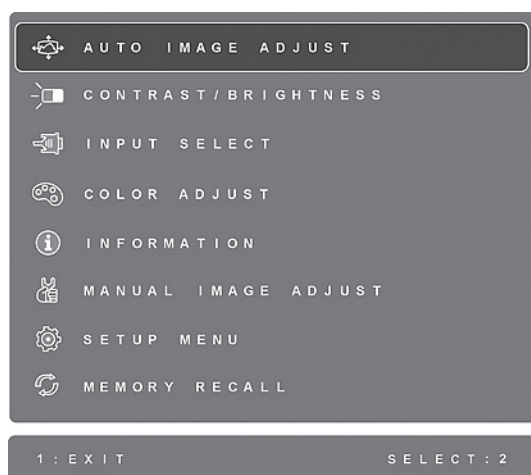 AUTO IMAGE ADJUST
CONTRAST/BRIGHTNESS
INPUT SELECT
COLOR ADJUST
INFORMATION
MANUAL IMAGE ADJUST
SETUP MENU
MEMORY RECALL
1:EXIT SELECT:2